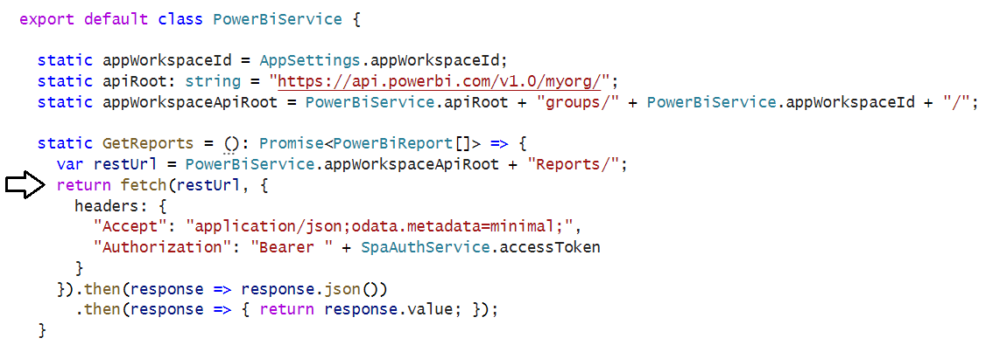 export default class PowerBiService {
static appWorkspaceId = AppSettings.appWorkspaceId;
static apiRoot: string = "https://api.powerbi.com/v1.0/myorg/";
static appWorkspaceApiRoot = PowerBiService.apiRoot + "groups/" + PowerBiService.appWorkspaceId + "/";
static GetReports = (): Promise<PowerBiReport[]> => {
var restUrl = PowerBiService.appWorkspaceApiRoot + "Reports/";
return fetch(restUrl, {
headers: {
"Accept": "application/json;odata.metadata=minimal;",
"Authorization": "Bearer " + SpaAuthService.accessToken
}
}).then(response => response.json())
.then(response => { return response.value; });
}